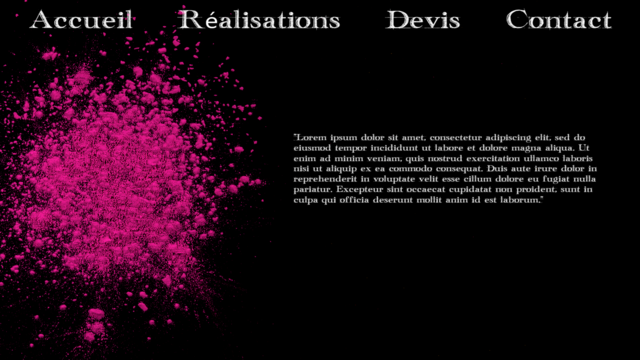 Accueil Réalisations Devis Contact
"Lorem ipsum dolor sit amet, consectetur adipiscing elit, sed do
eiusmod tempor incididunt ut labore et dolore magna aliqua. Ut
enim ad minim veniam, quis nostrud exercitation ullamco laboris
nisi ut aliquip ex ea commodo consequat. Duis aute irure dolor in
reprehenderit in voluptate velit esse cillum dolore eu fugiat nulla
pariatur. Excepteur sint occaecat cupidatat non proident, sunt in
culpa qui officia deserunt mollit anim id est laborum."